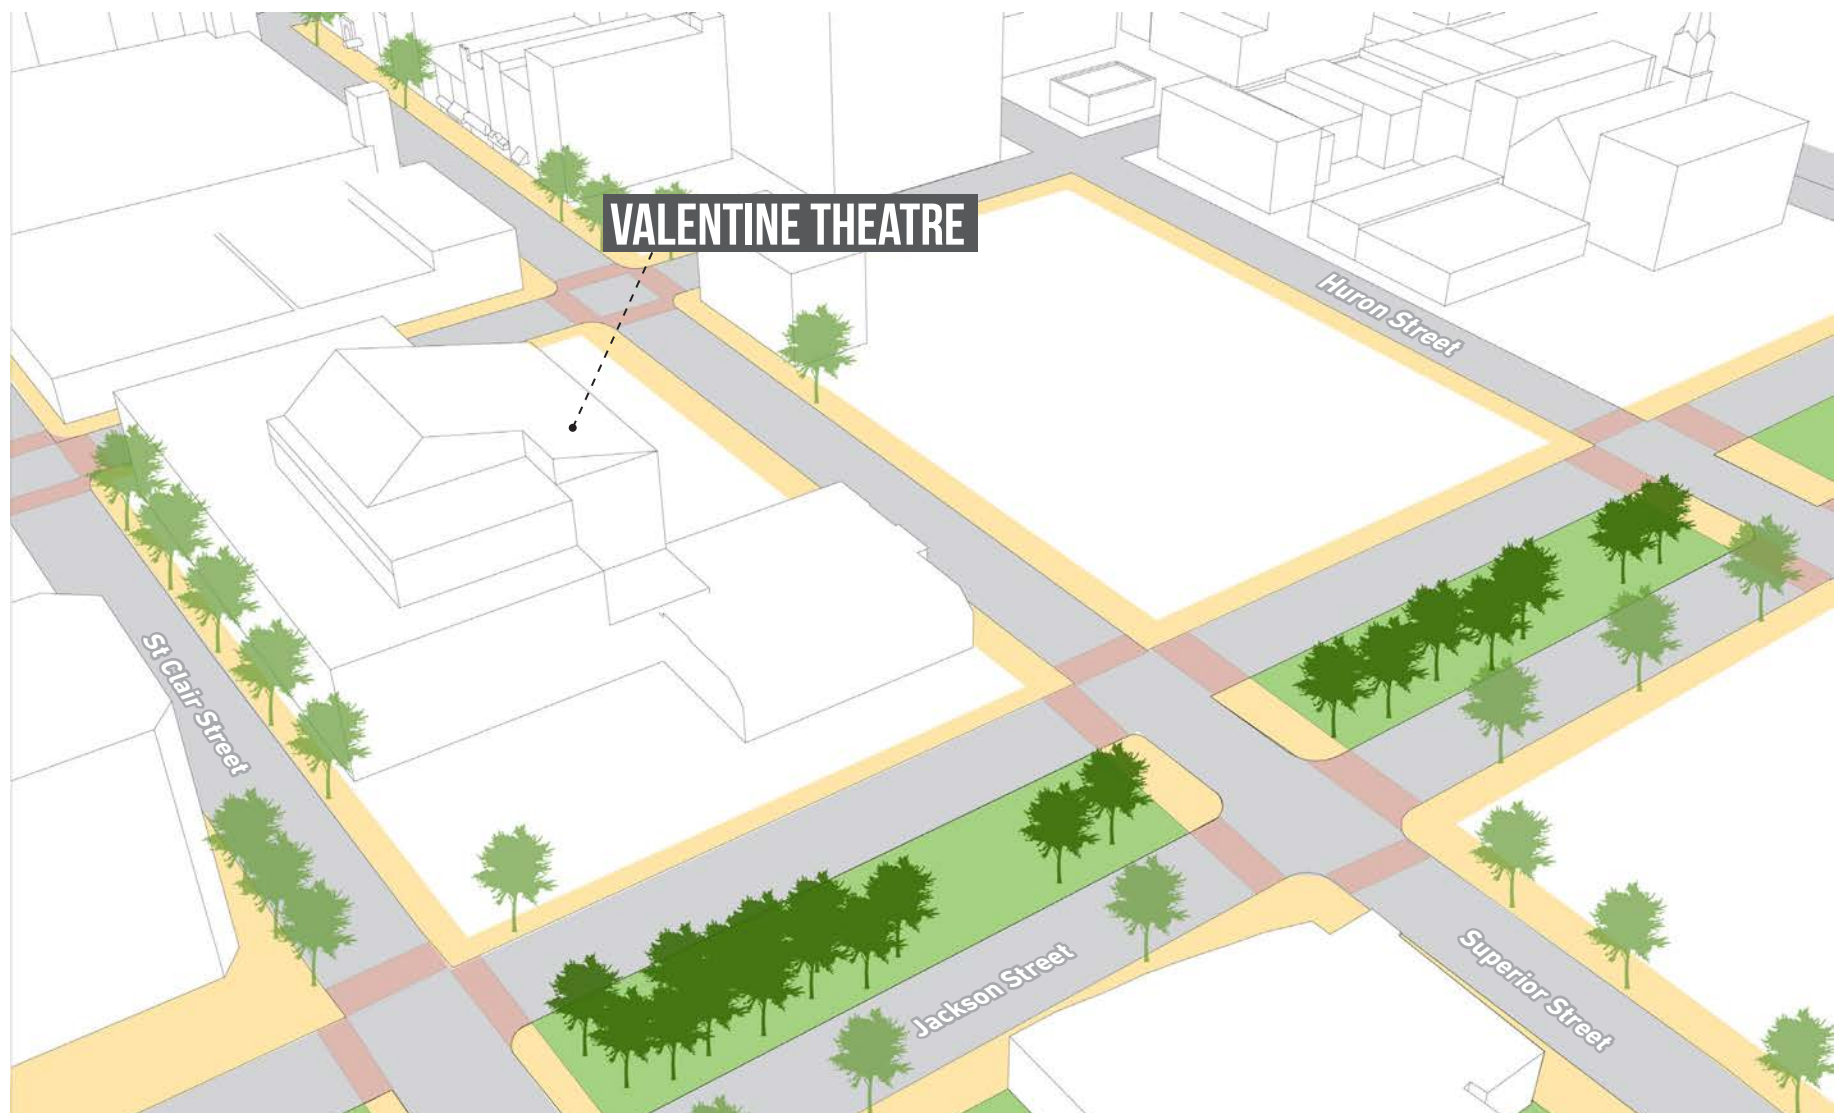 VALENTINE THEATRE
Huron Street
St Clair Street
Jackson Street
Superior Street